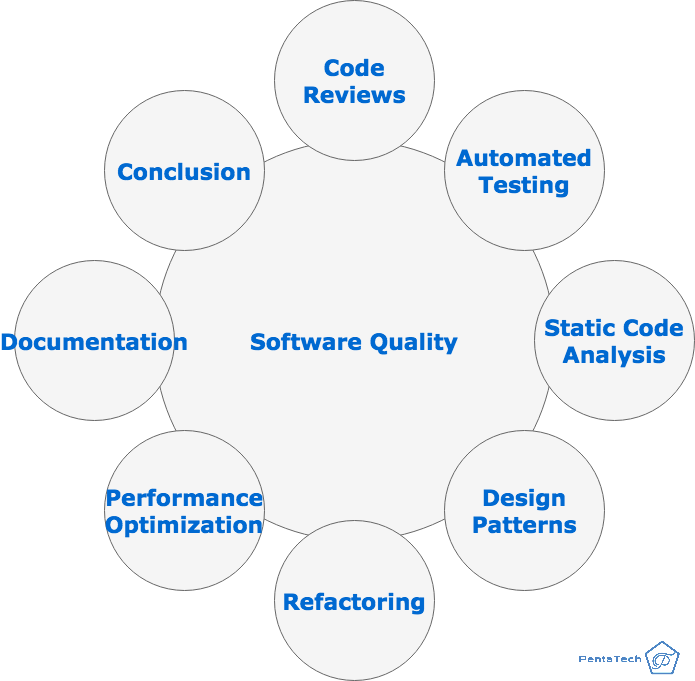 Code
Reviews
Automated
Testing
Conclusion
Static Code
Analysis
Documentation
Software Quality
Design
Patterns
Performance
Optimization
Refactoring
PentaTech